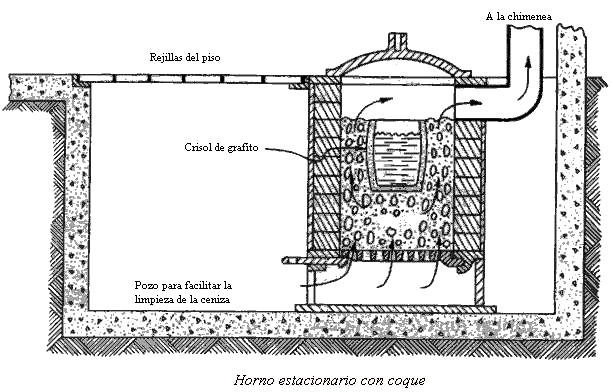 A la chimenea
Rejillas del piso
Crisol de grafito
Pozo para facilitar la
limpieza de la ceniza
Horno estacionario con coque